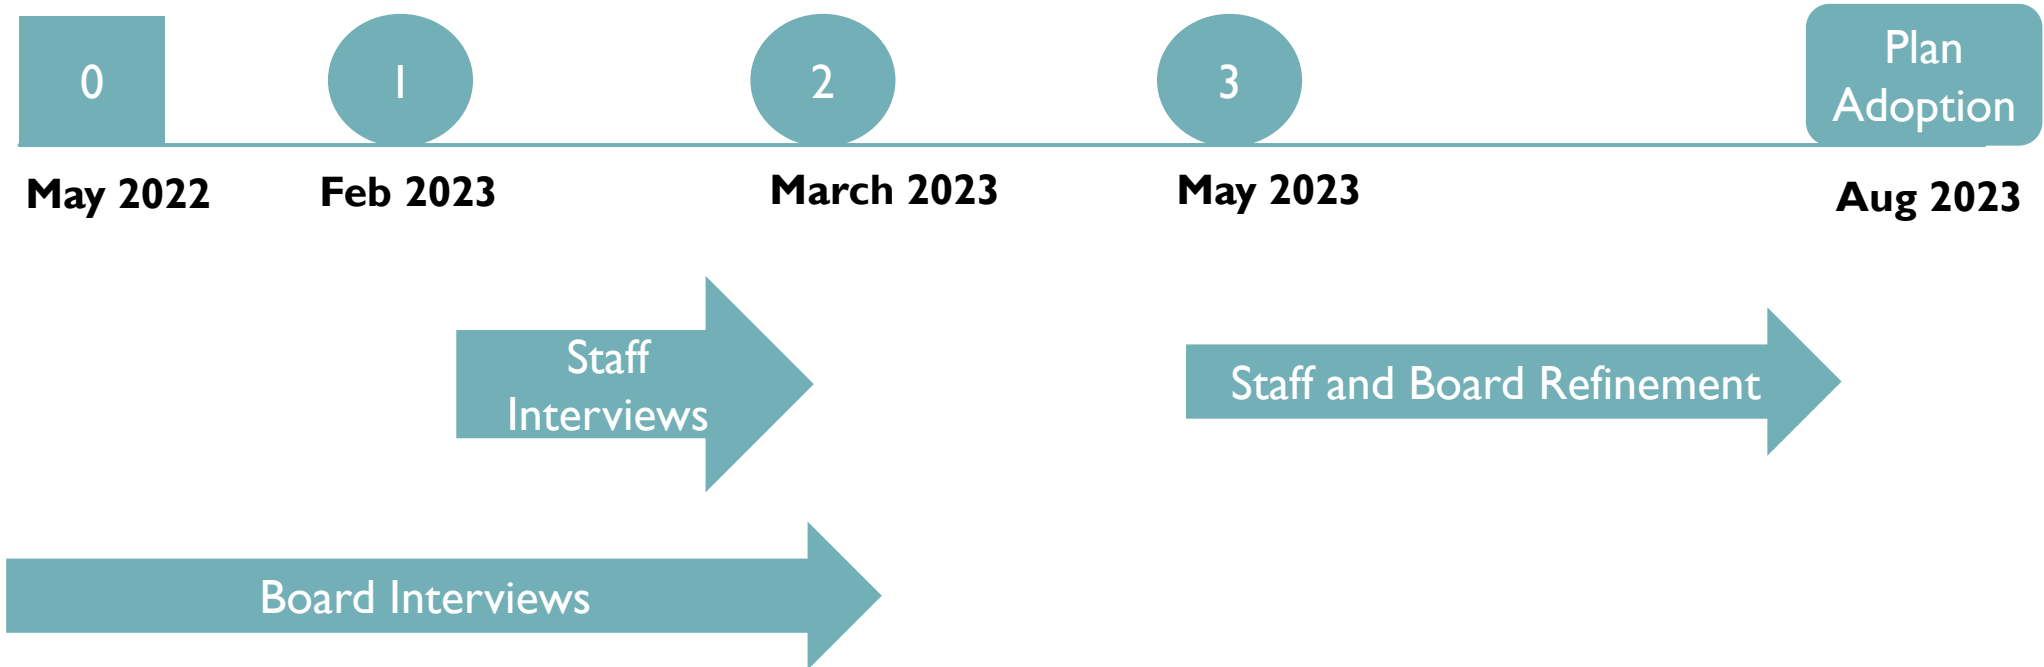 0
1
2
3
Plan
Adoption
May 2022
Feb 2023
March 2023
May 2023
Aug 2023
Staff
Interviews
Staff and Board Refinement
Board Interviews